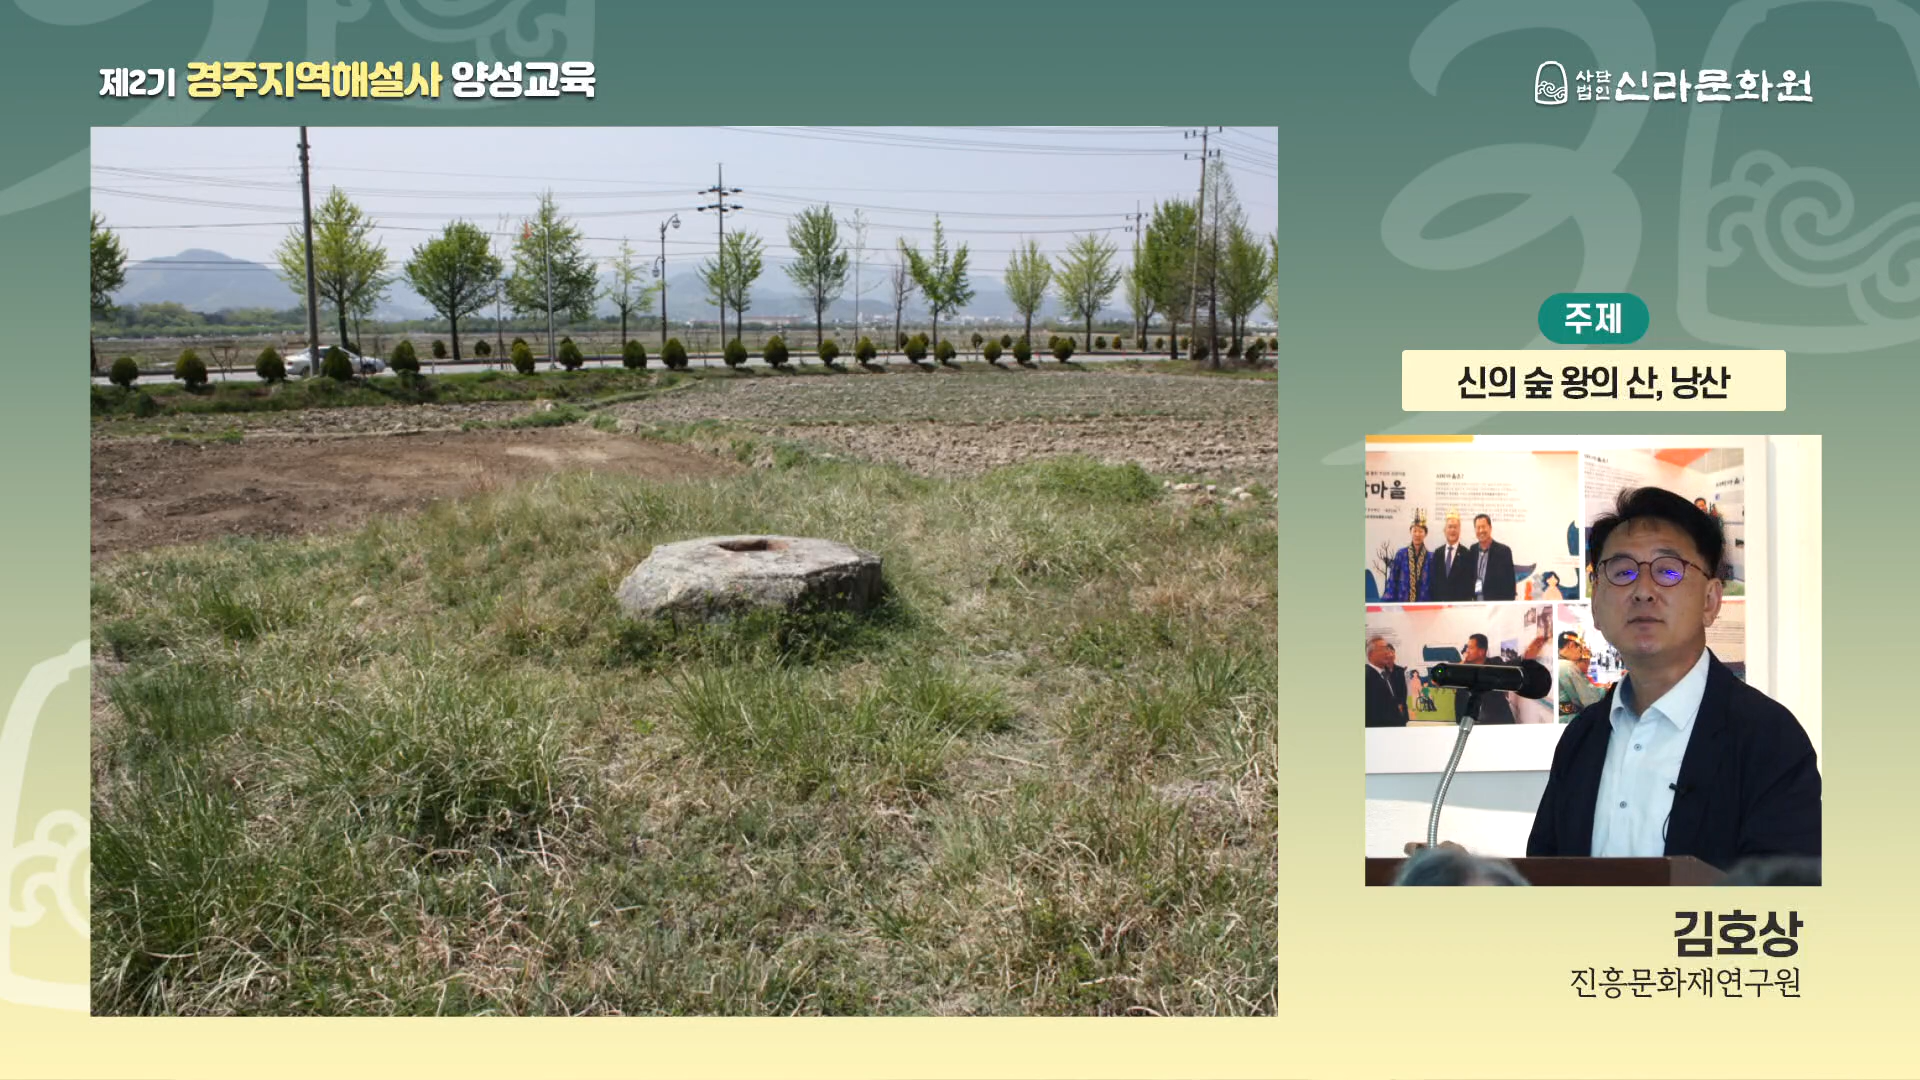 제2기 경주지역해설사 양성교육
사단법인 신라문화원
주제
신의 숲 왕의 산, 낭산
마을
김호상
진흥문화재연구원